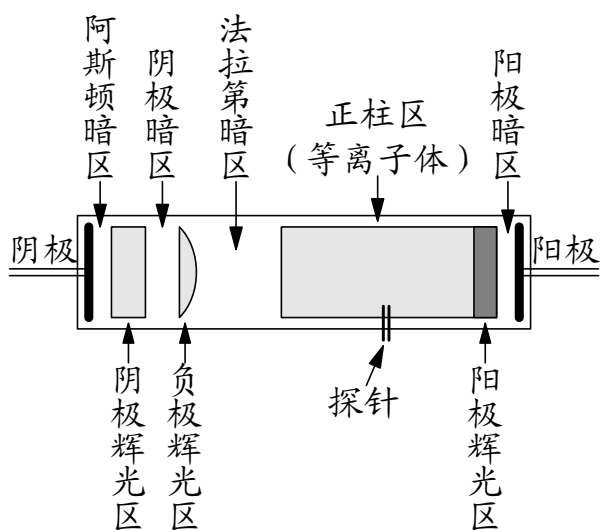 阿斯顿暗区
阴极暗区
法拉第暗区
正柱区
（等离子体）
阳极暗区
阴极
阳极
阴极辉光区
负极辉光区
探针
阳极辉光区